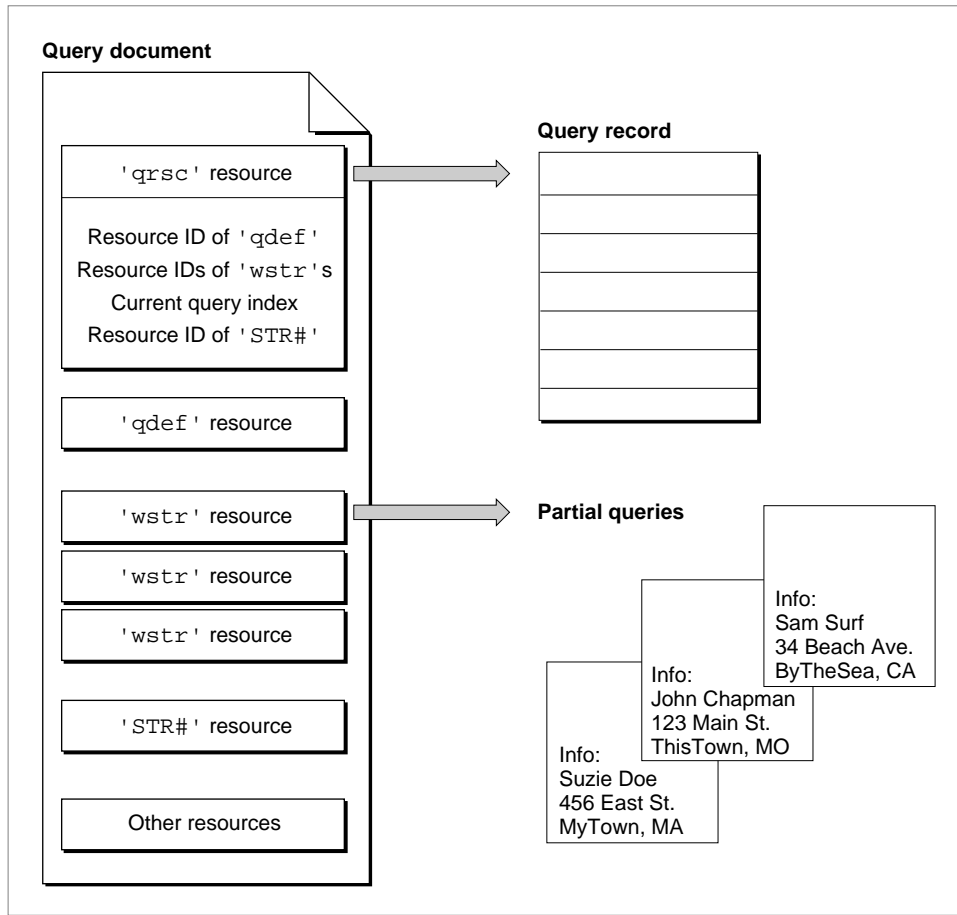 Query document
'qrsc' resource
Resource ID of 'qdef'
Resource IDs of 'wstr's
Current query index
Resource ID of 'STR#'
'qdef' resource
'wstr' resource
'wstr' resource
'wstr' resource
'STR#' resource
Other resources
Query record
Partial queries
Info:
Sam Surf
34 Beach Ave.
ByTheSea, CA
Info:
John Chapman
123 Main St.
ThisTown, MO
Info:
Suzie Doe
456 East St.
MyTown, MA